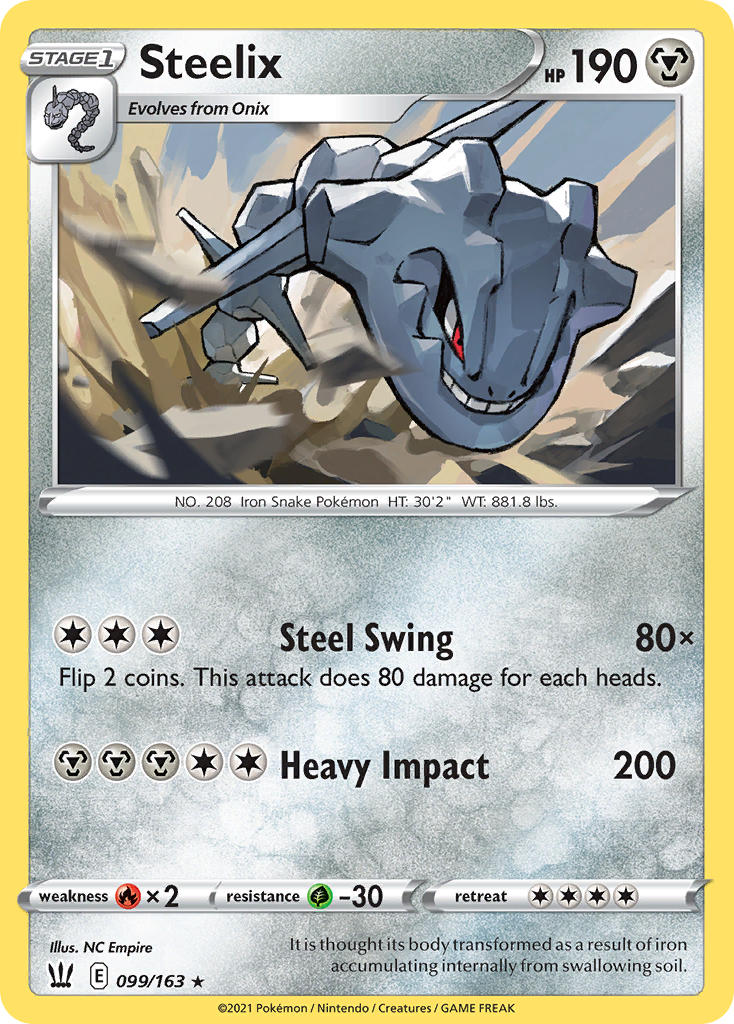 STAGE 1
Steelix
HP 190
Evolves from Onix
NO. 208 Iron Snake Pokémon HT: 30'2" WT: 881.8 lbs.
Steel Swing 80×
Flip 2 coins. This attack does 80 damage for each heads.
Heavy Impact 200
weakness ×2 resistance -30 retreat
Illus. NC Empire
It is thought its body transformed as a result of iron
accumulating internally from swallowing soil.
E 099/163 ★
©2021 Pokémon / Nintendo / Creatures / GAME FREAK